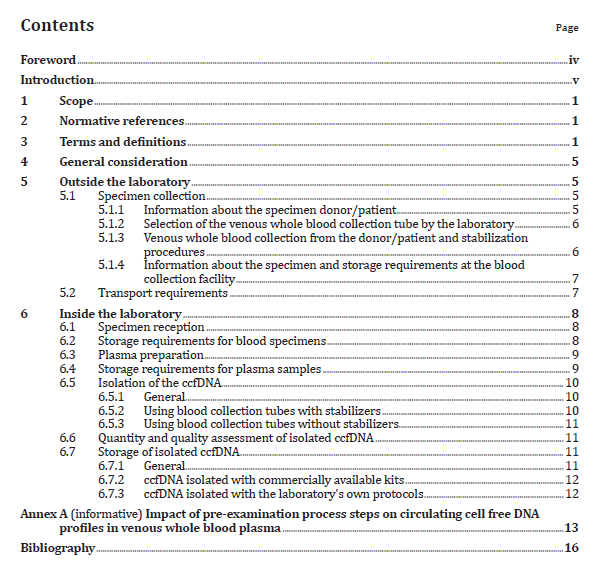 Contents Page
Foreword iv
Introduction v
1 Scope 1
2 Normative references 1
3 Terms and definitions 1
4 General consideration 5
5 Outside the laboratory 5
5.1 Specimen collection 5
5.1.1 Information about the specimen donor/patient 5
5.1.2 Selection of the venous whole blood collection tube by the laboratory 6
5.1.3 Venous whole blood collection from the donor/patient and stabilization
procedures 6
5.1.4 Information about the specimen and storage requirements at the blood
collection facility 7
5.2 Transport requirements 7
6 Inside the laboratory 8
6.1 Specimen reception 8
6.2 Storage requirements for blood specimens 8
6.3 Plasma preparation 9
6.4 Storage requirements for plasma samples 9
6.5 Isolation of the ccfDNA 10
6.5.1 General 10
6.5.2 Using blood collection tubes with stabilizers 10
6.5.3 Using blood collection tubes without stabilizers 11
6.6 Quantity and quality assessment of isolated ccfDNA 11
6.7 Storage of isolated ccfDNA 11
6.7.1 General 11
6.7.2 ccfDNA isolated with commercially available kits 12
6.7.3 ccfDNA isolated with the laboratory's own protocols 12
Annex A (informative) Impact of pre-examination process steps on circulating cell free DNA
profiles in venous whole blood plasma 13
Bibliography 16